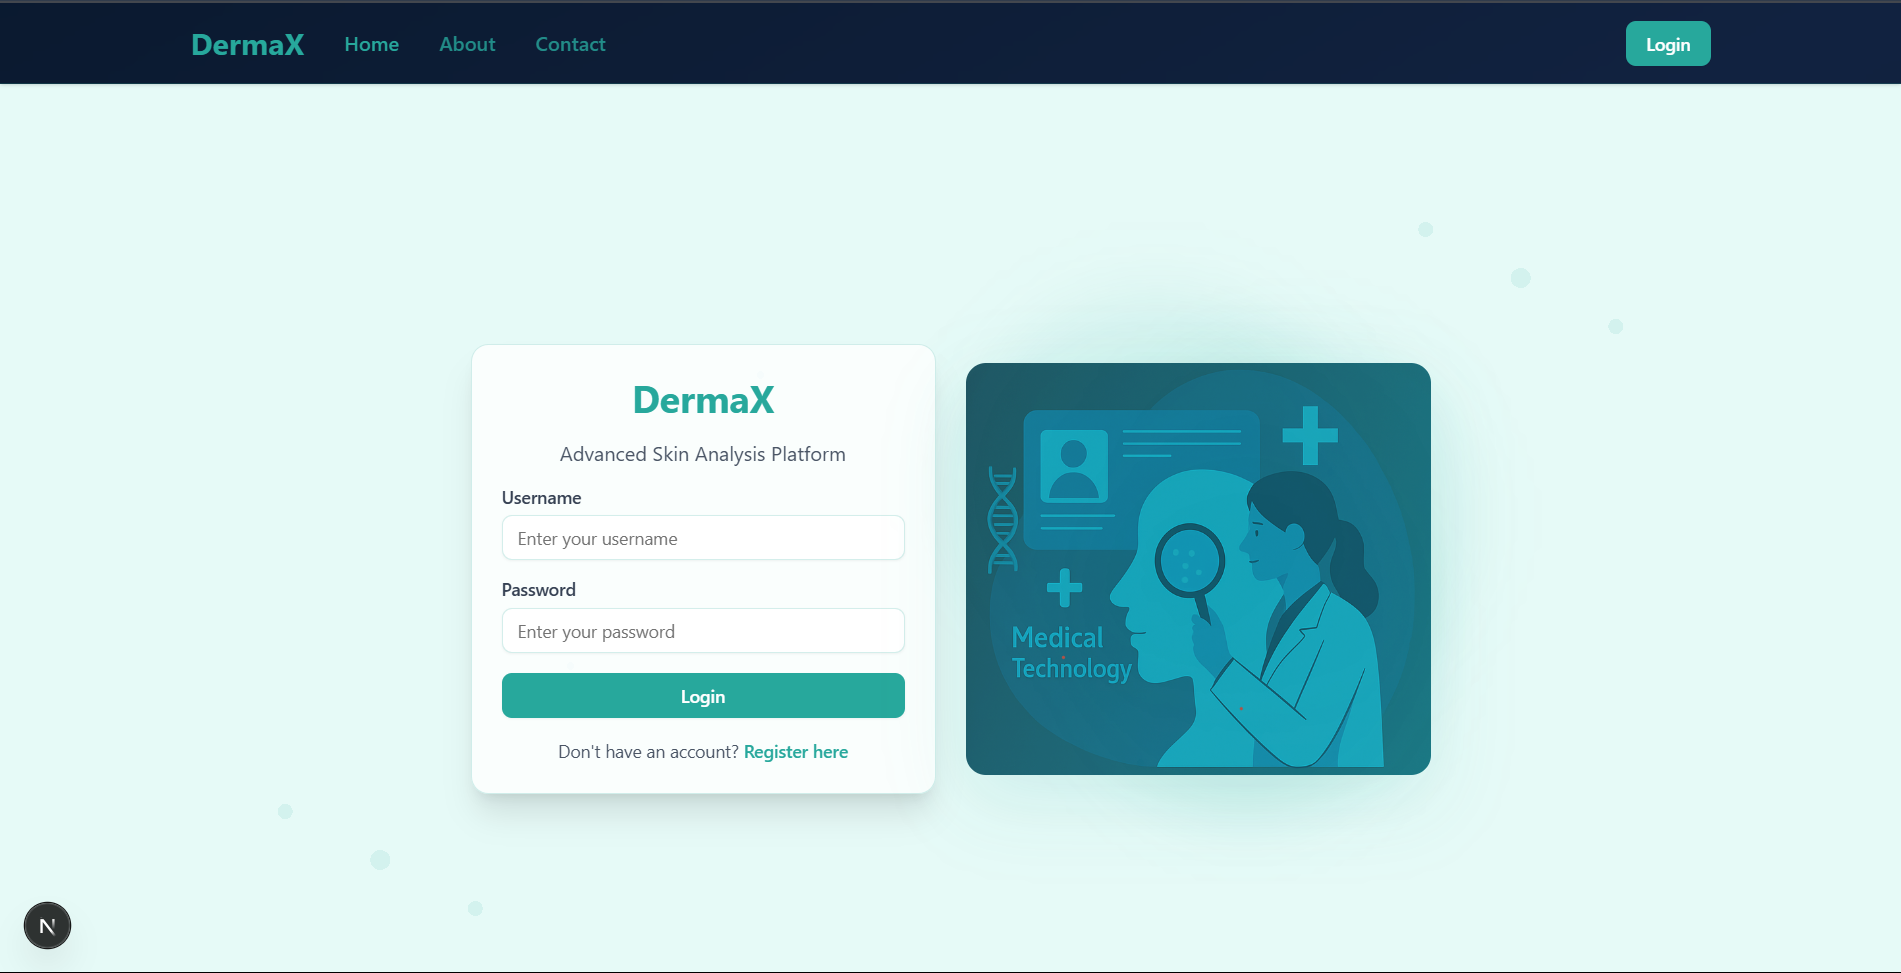 DermaX Home About Contact Login
DermaX
Advanced Skin Analysis Platform
Username
Enter your username
Password
Enter your password
Login
Don't have an account? Register here
Medical
Technology
N